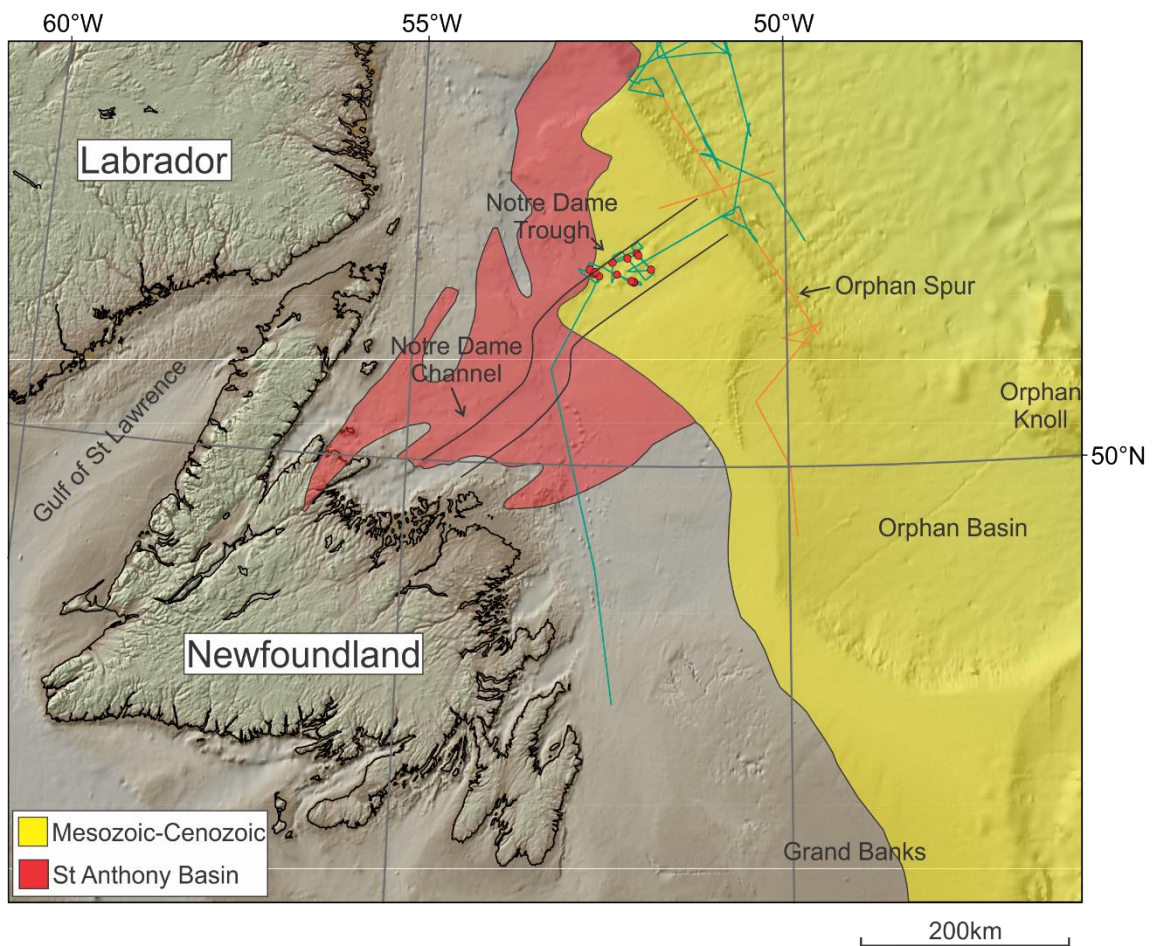 60°W
55°W
50°W
Labrador
Notre Dame
Trough
Orphan Spur
Notre Dame
Channel
Orphan
Knoll
Gulf of St Lawrence
50°N
Orphan Basin
Newfoundland
Mesozoic-Cenozoic
St Anthony Basin
Grand Banks
200km